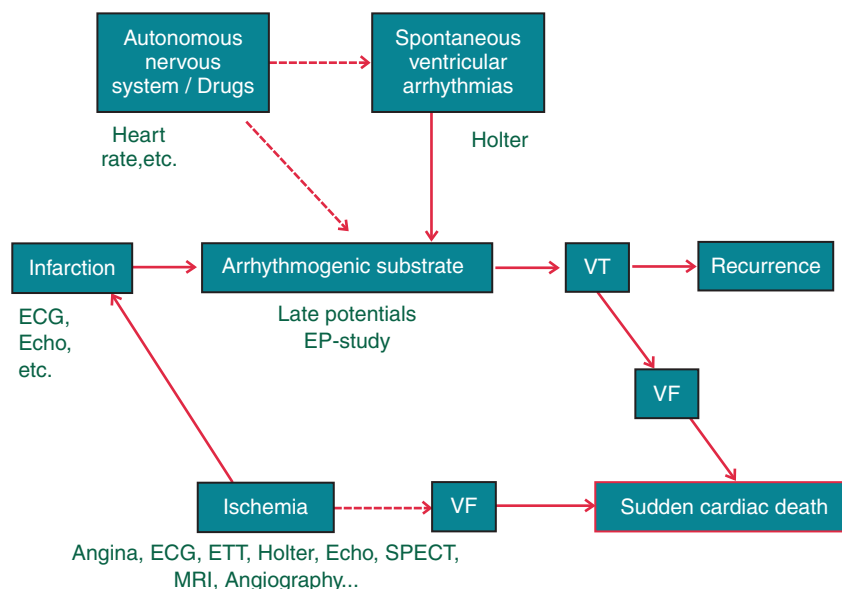 Autonomous
nervous
system / Drugs
Spontaneous
ventricular
arrhythmias
Heart
rate,etc.
Holter
Infarction
Arrhythmogenic substrate
VT
Recurrence
ECG,
Echo,
etc.
Late potentials
EP-study
VF
Ischemia
VF
Sudden cardiac death
Angina, ECG, ETT, Holter, Echo, SPECT,
MRI, Angiography...